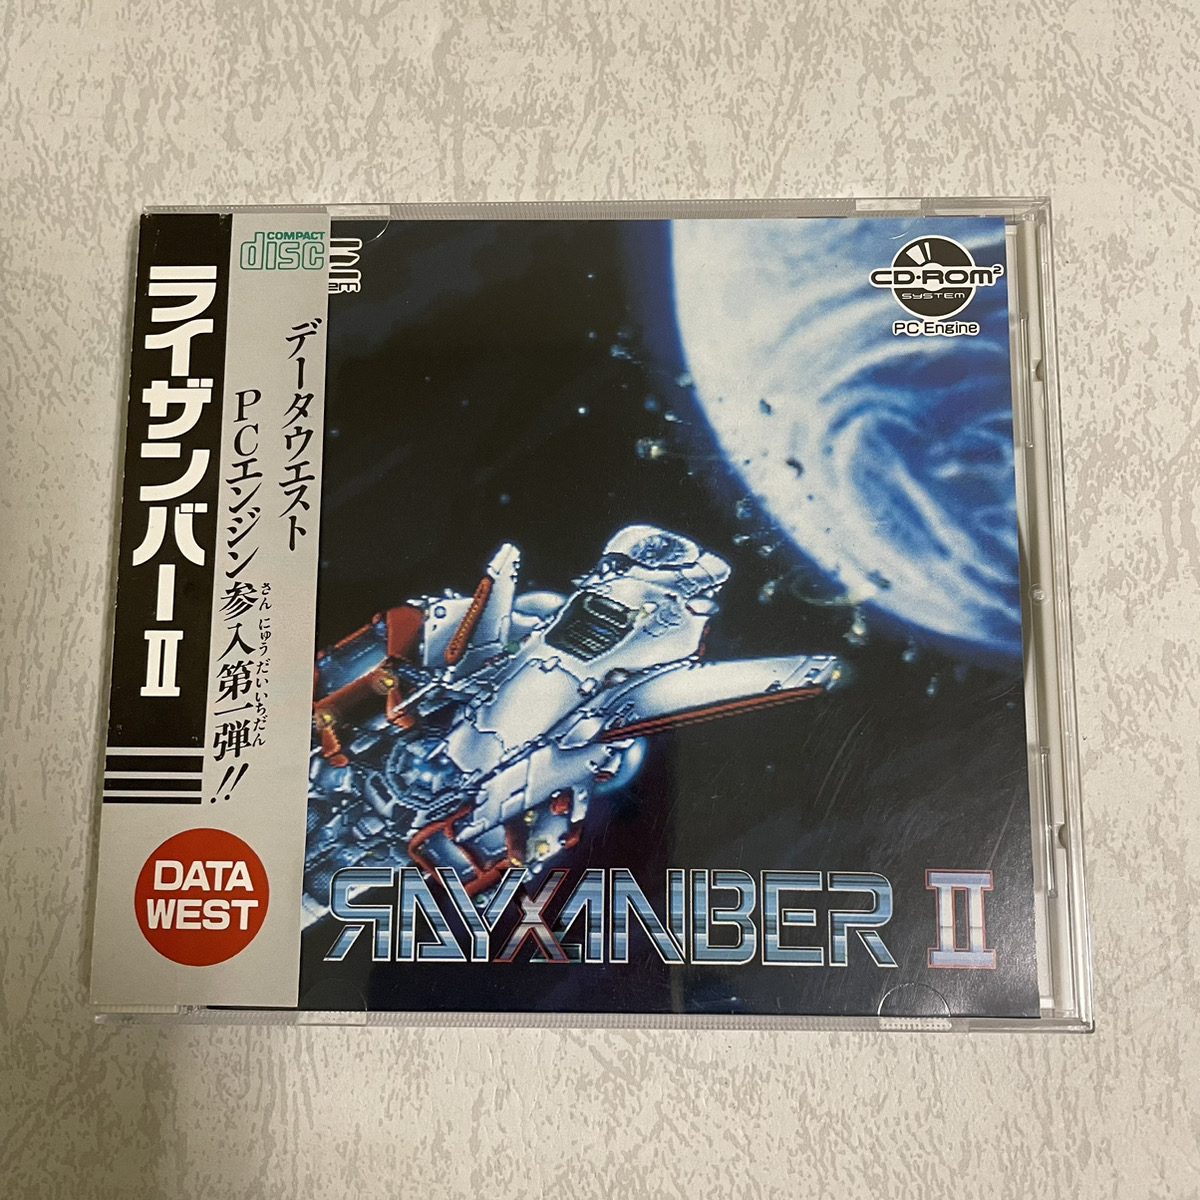 ライザンバーII
COMPACT
disc
データウエスト
PCエンジン参入第一弾!!
さんにゅうだいいちだん
DATA
WEST
CD-ROM²
SYSTEM
PC Engine
RAYXANBER II